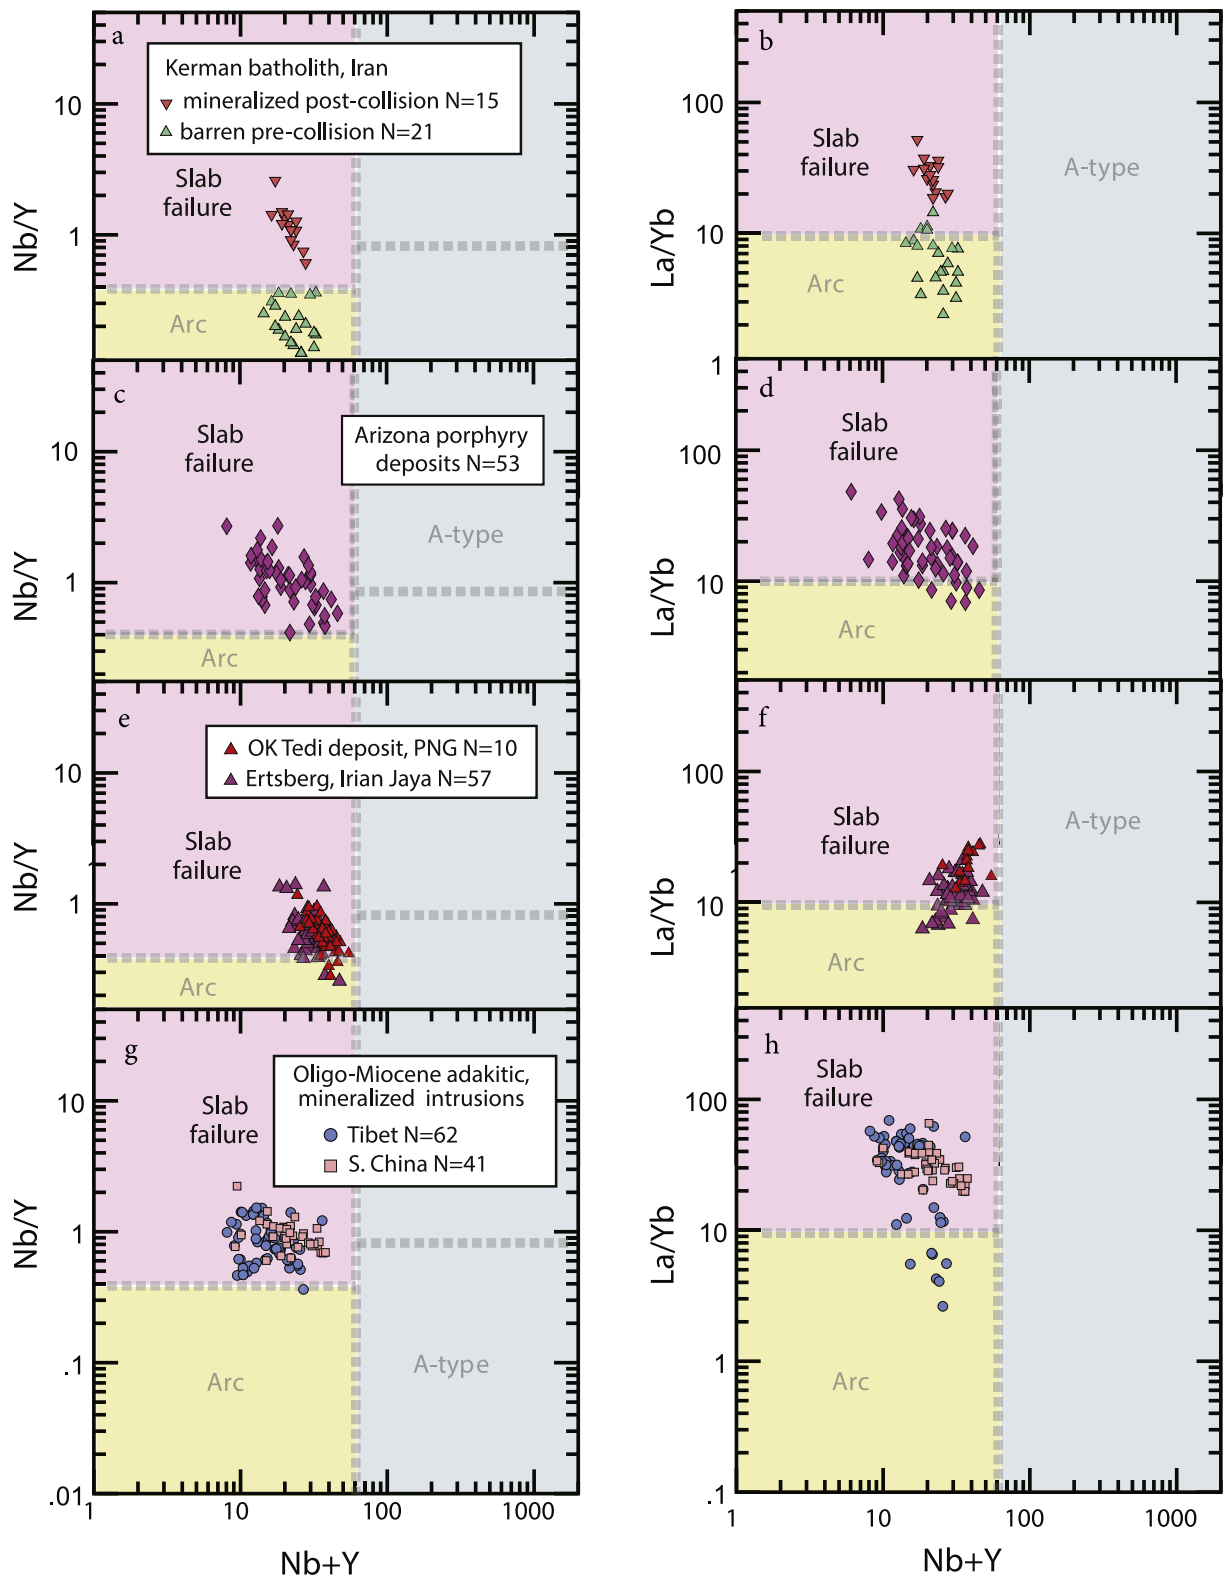 a
Kerman batholith, Iran
mineralized post-collision N=15
barren pre-collision N=21
Slab
failure
Arc
10
1
Nb/Y
b
Slab
failure
A-type
Arc
100
10
1
La/Yb
c
Slab
failure
Arizona porphyry
deposits N=53
A-type
Arc
10
1
Nb/Y
d
Slab
failure
Arc
100
10
La/Yb
e
OK Tedi deposit, PNG N=10
Ertsberg, Irian Jaya N=57
Slab
failure
Arc
10
1
Nb/Y
f
Slab
failure
A-type
Arc
100
10
La/Yb
g
Oligo-Miocene adakitic,
mineralized intrusions
Tibet N=62
S. China N=41
Slab
failure
Arc
A-type
10
1
.1
.01
Nb/Y
1 10 100 1000
Nb+Y
h
Slab
failure
Arc
100
10
1
.1
La/Yb
1 10 100 1000
Nb+Y